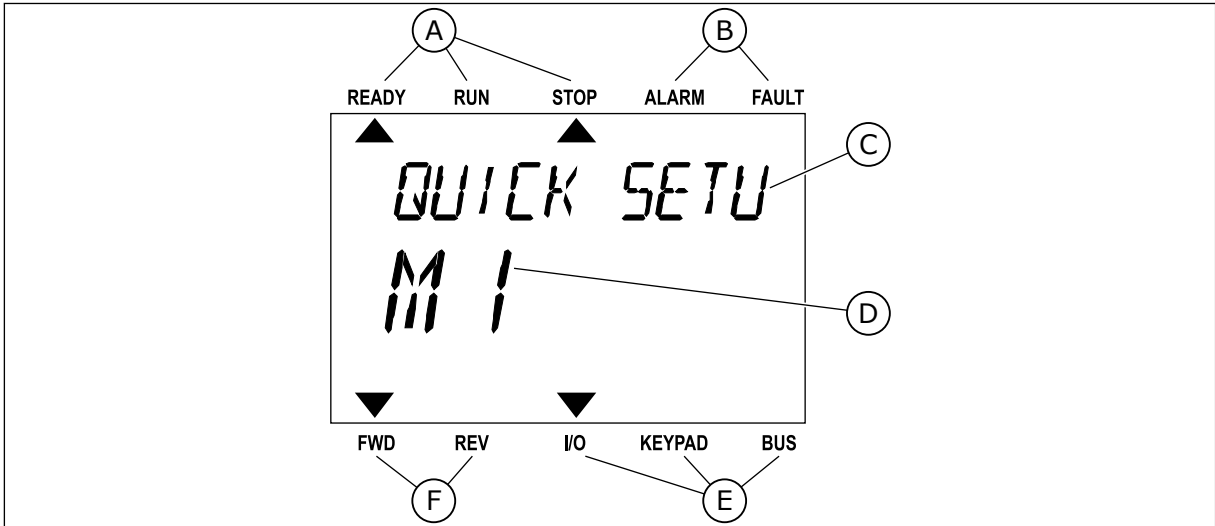 A B
READY RUN STOP ALARM FAULT
C
QUICK SETU
M 1
D
FWD REV I/O KEYPAD BUS
F E